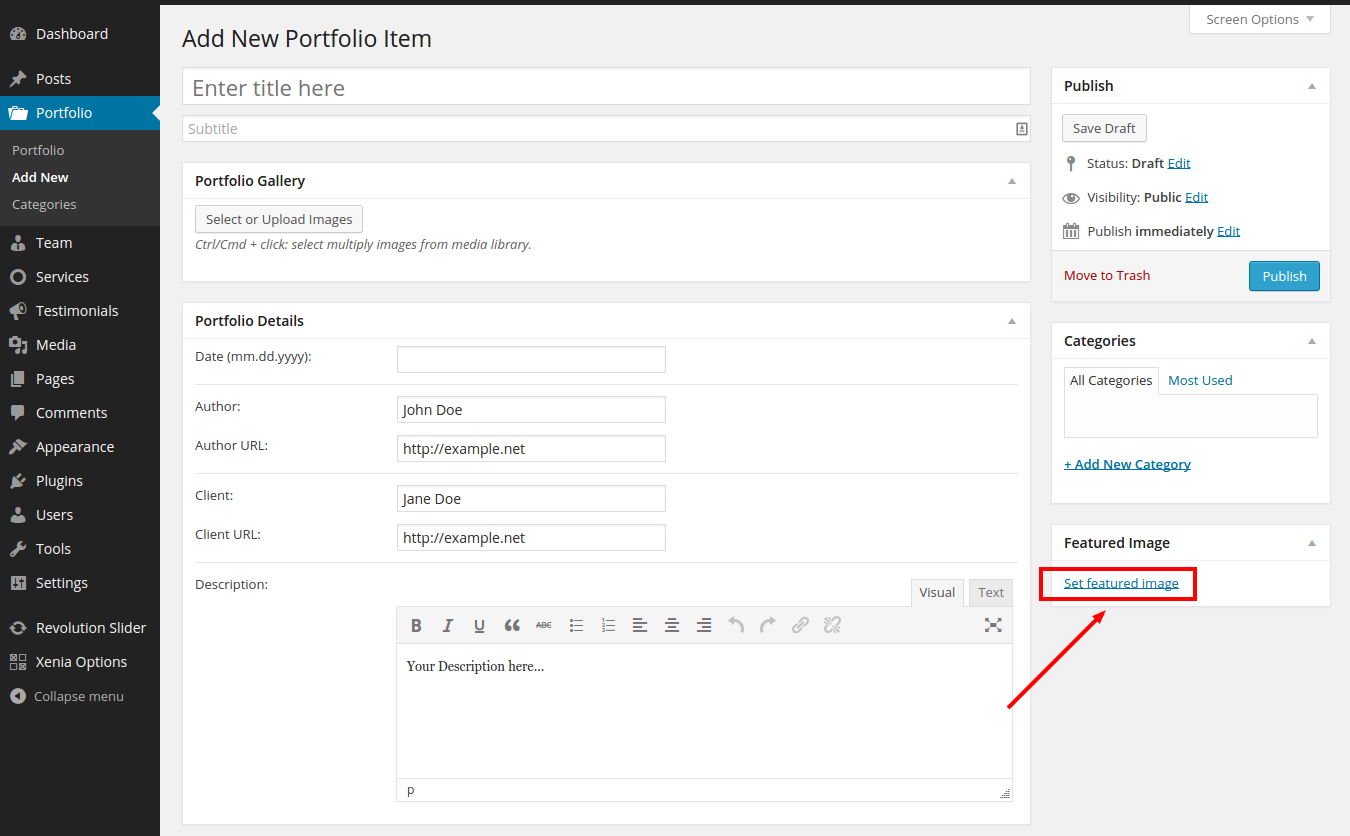 Dashboard
Posts
Portfolio
Portfolio
Add New
Categories
Team
Services
Testimonials
Media
Pages
Comments
Appearance
Plugins
Users
Tools
Settings
Revolution Slider
Xenia Options
Collapse menu
Screen Options
Add New Portfolio Item
Enter title here
Subtitle
Portfolio Gallery
Select or Upload Images
Ctrl/Cmd + click: select multiply images from media library.
Portfolio Details
Date (mm.dd.yyyy):
Author: John Doe
Author URL: http://example.net
Client: Jane Doe
Client URL: http://example.net
Description:
Visual Text
B I U ABC
Your Description here...
p
Publish
Save Draft
Status: Draft Edit
Visibility: Public Edit
Publish immediately Edit
Move to Trash Publish
Categories
All Categories Most Used
+ Add New Category
Featured Image
Set featured image